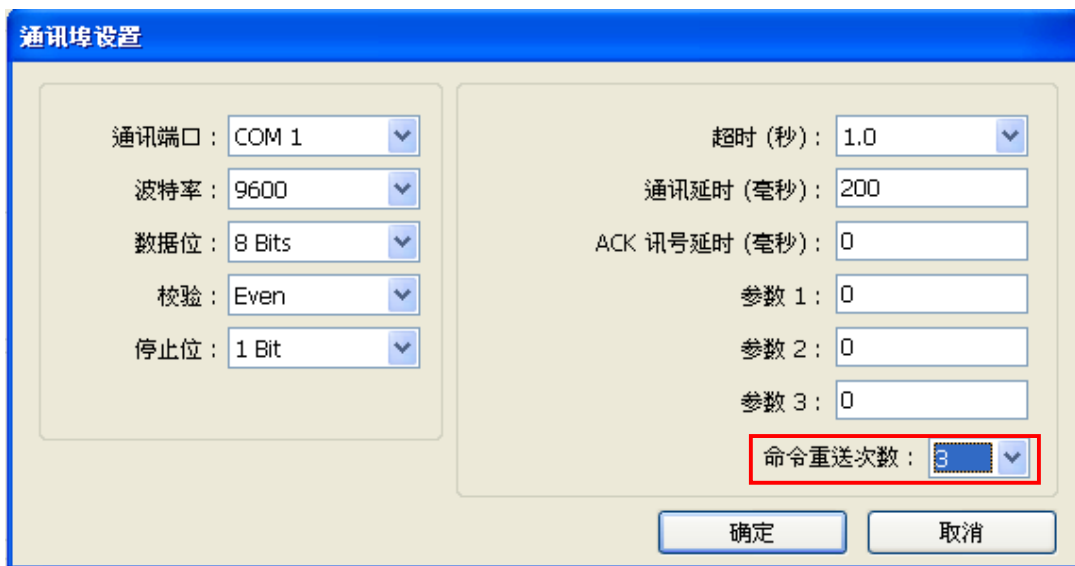 通讯埠设置
通讯端口： COM 1
波特率： 9600
数据位： 8 Bits
校验： Even
停止位： 1 Bit
超时 (秒)： 1.0
通讯延时 (毫秒)： 200
ACK 讯号延时 (毫秒)： 0
参数 1： 0
参数 2： 0
参数 3： 0
命令重送次数： 3
确定 取消